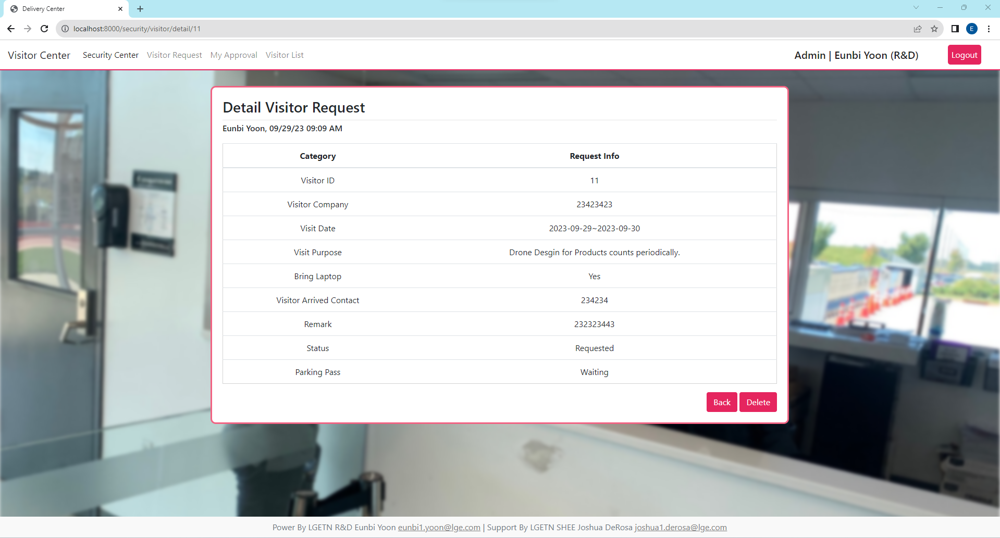 Delivery Center
localhost:8000/security/visitor/detail/11
E
Visitor Center Security Center Visitor Request My Approval Visitor List Admin | Eunbi Yoon (R&D) Logout
Detail Visitor Request
Eunbi Yoon, 09/29/23 09:09 AM
Category Request Info
Visitor ID 11
Visitor Company 23423423
Visit Date 2023-09-29~2023-09-30
Visit Purpose Drone Desgin for Products counts periodically.
Bring Laptop Yes
Visitor Arrived Contact 234234
Remark 232323443
Status Requested
Parking Pass Waiting
Back Delete
Power By LGETN R&D Eunbi Yoon eunbi1.yoon@lge.com | Support By LGETN SHEE Joshua DeRosa joshua1.derosa@lge.com